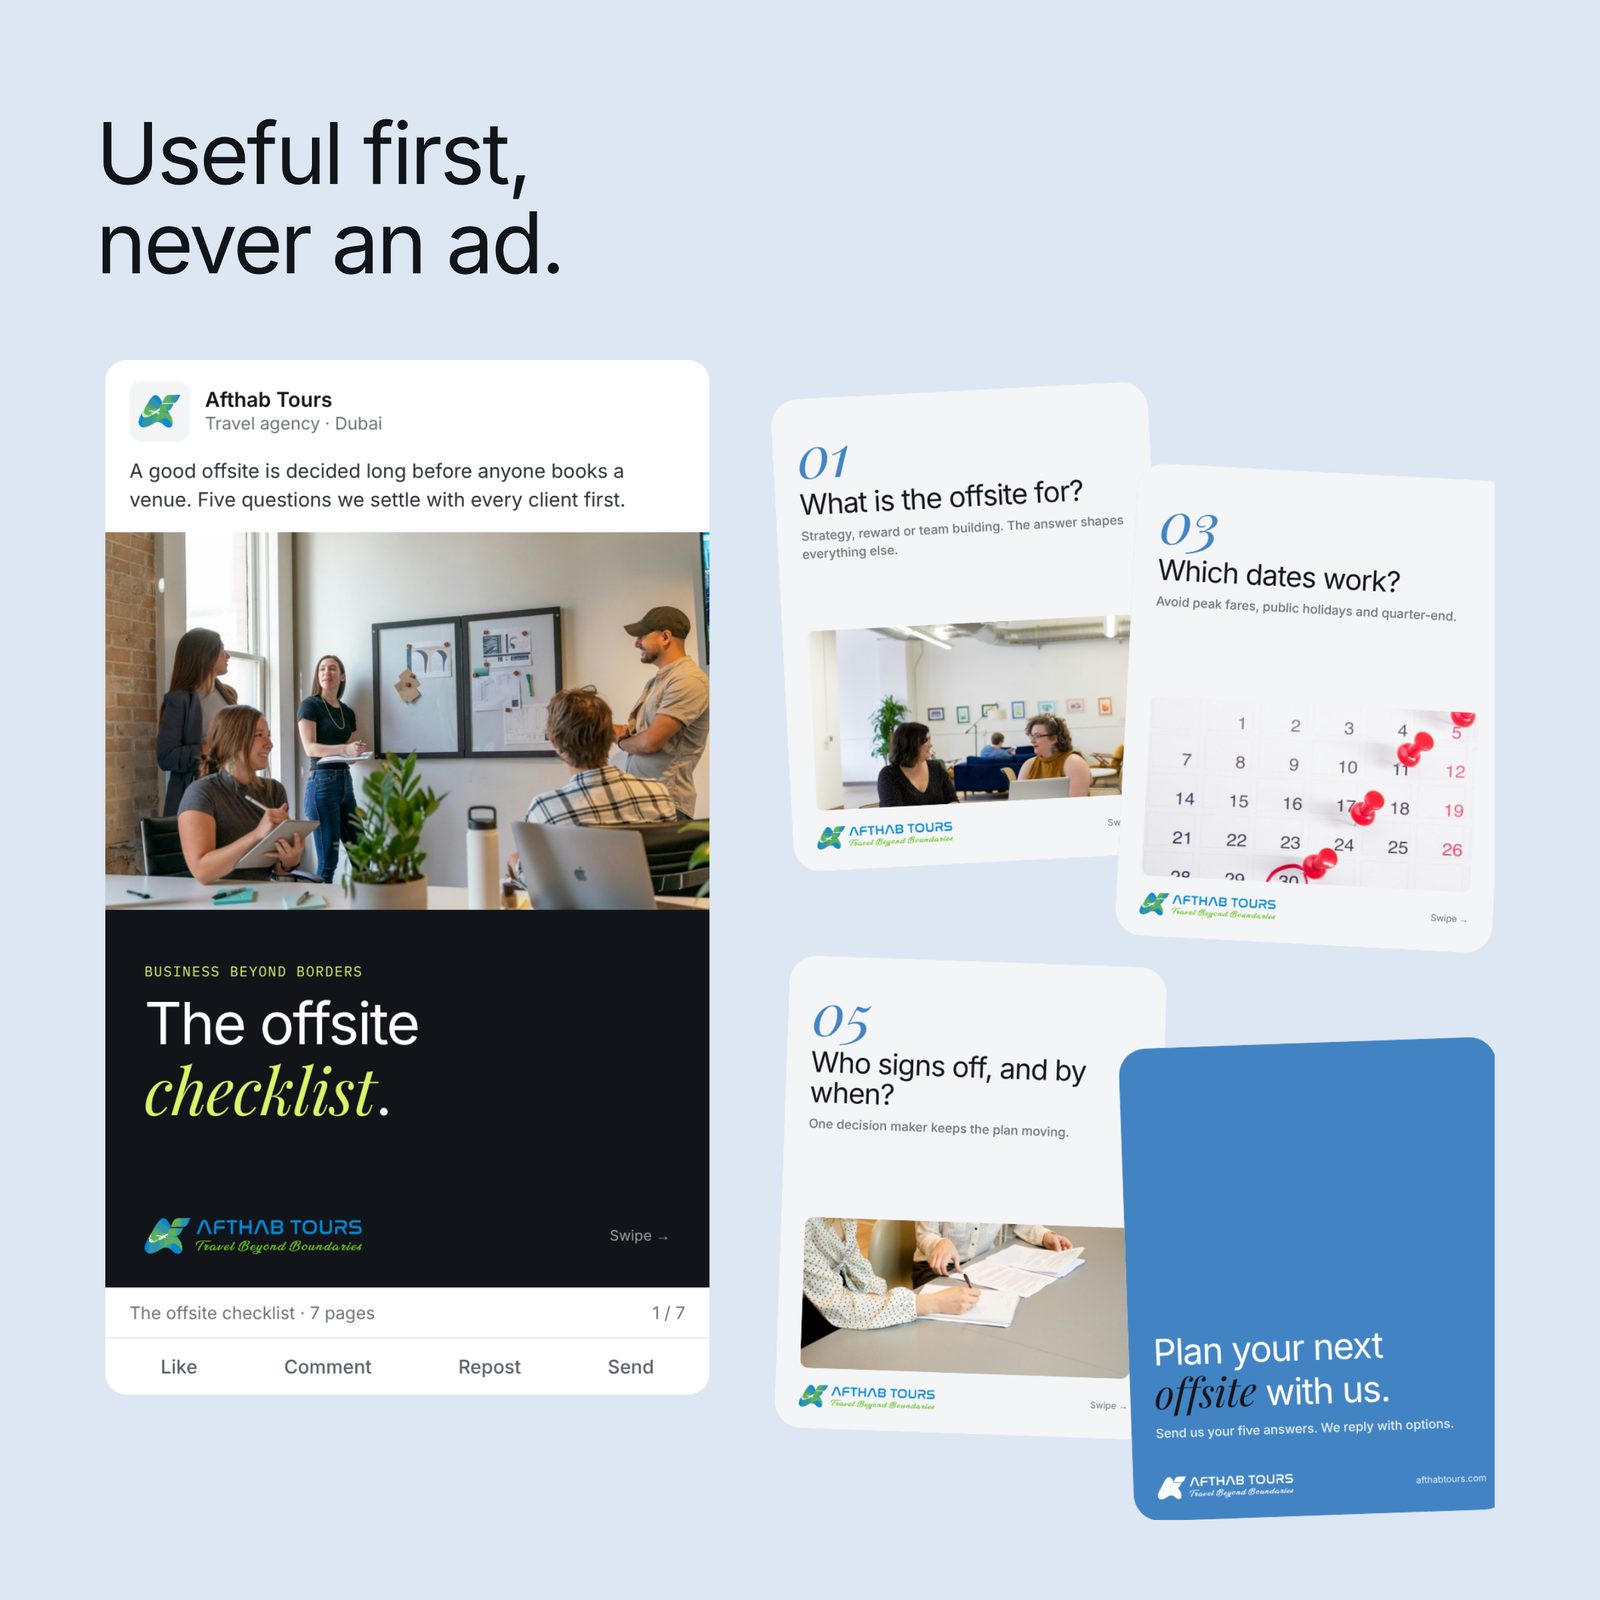 Useful first,
never an ad.
Afthab Tours
Travel agency · Dubai
A good offsite is decided long before anyone books a
venue. Five questions we settle with every client first.
BUSINESS BEYOND BORDERS
The offsite
checklist.
AFTHAB TOURS
Travel Beyond Boundaries
Swipe →
The offsite checklist · 7 pages
1 / 7
Like
Comment
Repost
Send
01
What is the offsite for?
Strategy, reward or team building. The answer shapes
everything else.
AFTHAB TOURS
Travel Beyond Boundaries
Sw
03
Which dates work?
Avoid peak fares, public holidays and quarter-end.
1 2 3 4 5
7 8 9 10 11 12
14 15 16 17 18 19
21 22 23 24 25 26
28 29 30
AFTHAB TOURS
Travel Beyond Boundaries
Swipe →
05
Who signs off, and by
when?
One decision maker keeps the plan moving.
AFTHAB TOURS
Travel Beyond Boundaries
Swipe →
Plan your next
offsite with us.
Send us your five answers. We reply with options.
AFTHAB TOURS
Travel Beyond Boundaries
afthabtours.com